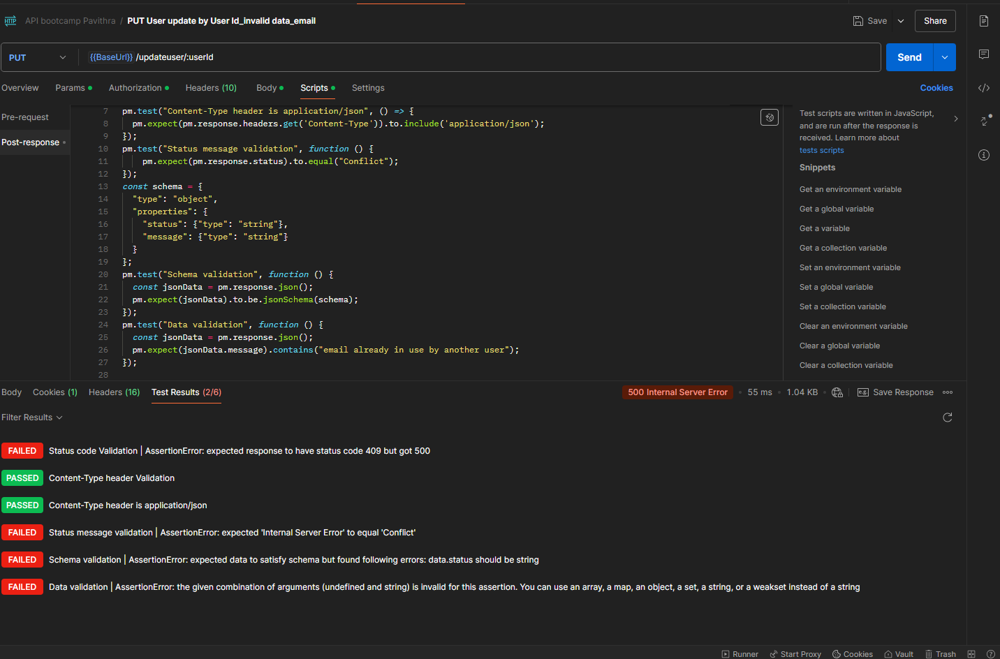 HTTP API bootcamp Pavithra / PUT User update by User Id_invalid data_email Save Share
PUT {{BaseUrl}} /updateuser/:userId Send
Overview Params Authorization Headers (10) Body Scripts Settings Cookies
Pre-request
Post-response
7 pm.test("Content-Type header is application/json", () => {
8 pm.expect(pm.response.headers.get('Content-Type')).to.include('application/json');
9 });
10 pm.test("Status message validation", function () {
11 pm.expect(pm.response.status).to.equal("Conflict");
12 });
13 const schema = {
14 "type": "object",
15 "properties": {
16 "status": {"type": "string"},
17 "message": {"type": "string"}
18 }
19 };
20 pm.test("Schema validation", function () {
21 const jsonData = pm.response.json();
22 pm.expect(jsonData).to.be.jsonSchema(schema);
23 });
24 pm.test("Data validation", function () {
25 const jsonData = pm.response.json();
26 pm.expect(jsonData.message).contains("email already in use by another user");
27 });
28
Test scripts are written in JavaScript,
and are run after the response is
received. Learn more about
tests scripts
Snippets
Get an environment variable
Get a global variable
Get a variable
Get a collection variable
Set an environment variable
Set a global variable
Set a collection variable
Clear an environment variable
Clear a global variable
Clear a collection variable
Body Cookies (1) Headers (16) Test Results (2/6) 500 Internal Server Error 55 ms 1.04 KB e.g. Save Response
Filter Results
FAILED Status code Validation | AssertionError: expected response to have status code 409 but got 500
PASSED Content-Type header Validation
PASSED Content-Type header is application/json
FAILED Status message validation | AssertionError: expected 'Internal Server Error' to equal 'Conflict'
FAILED Schema validation | AssertionError: expected data to satisfy schema but found following errors: data.status should be string
FAILED Data validation | AssertionError: the given combination of arguments (undefined and string) is invalid for this assertion. You can use an array, a map, an object, a set, a string, or a weakset instead of a string
Runner Start Proxy Cookies Vault Trash